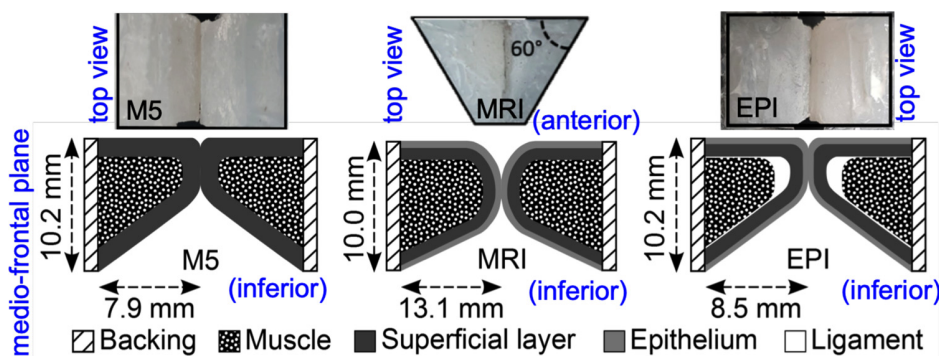 top view
M5
top view
60°
MRI
(anterior)
EPI
top view
medio-frontal plane
10.2 mm
M5
(inferior)
7.9 mm
10.0 mm
MRI
(inferior)
13.1 mm
10.2 mm
EPI
(inferior)
8.5 mm
Backing
Muscle
Superficial layer
Epithelium
Ligament